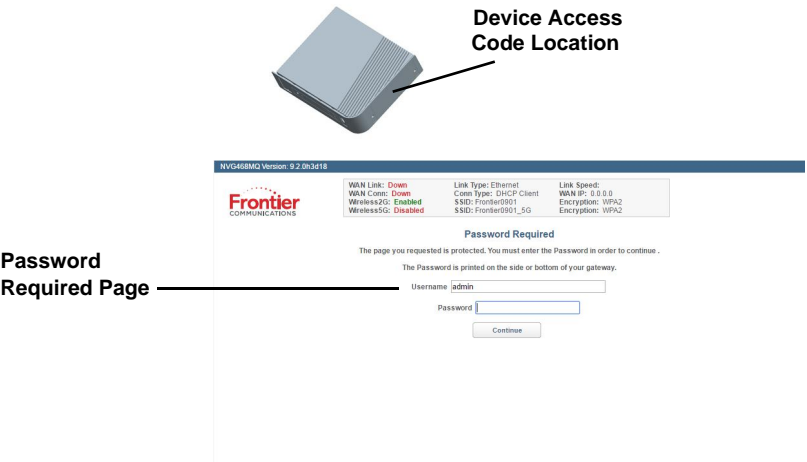 Device Access
Code Location
NVG468MQ Version: 9.2.0h3d18
Frontier
COMMUNICATIONS
WAN Link: Down
WAN Conn: Down
Wireless2G: Enabled
Wireless5G: Disabled
Link Type: Ethernet
Conn Type: DHCP Client
SSID: Frontier0901
SSID: Frontier0901_5G
Link Speed:
WAN IP: 0.0.0.0
Encryption: WPA2
Encryption: WPA2
Password Required
The page you requested is protected. You must enter the Password in order to continue .
The Password is printed on the side or bottom of your gateway.
Password
Required Page
Username admin
Password
Continue